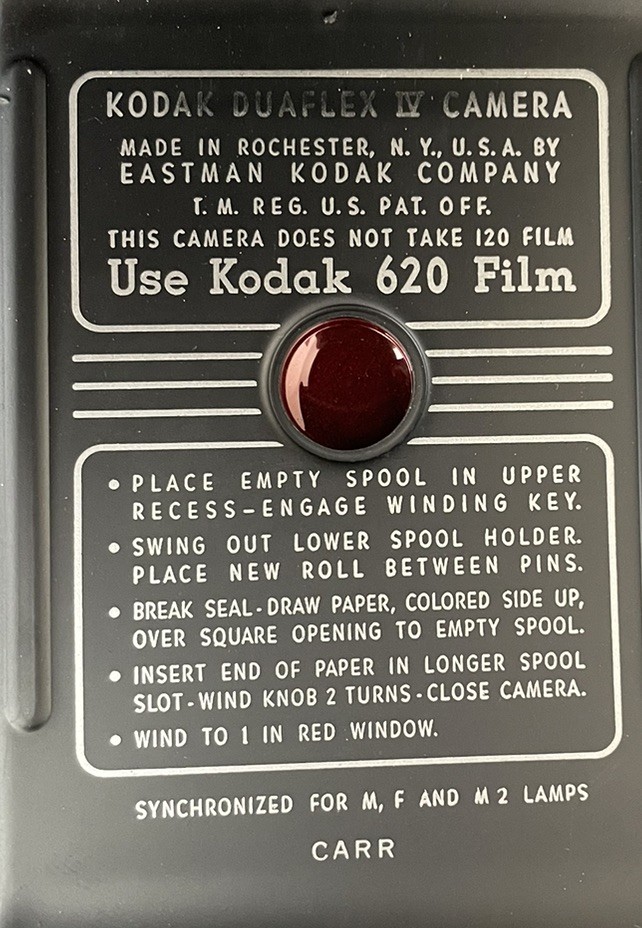 KODAK DUAFLEX IV CAMERA
MADE IN ROCHESTER, N. Y., U. S. A. BY
EASTMAN KODAK COMPANY
T. M. REG. U. S. PAT. OFF.
THIS CAMERA DOES NOT TAKE 120 FILM
Use Kodak 620 Film
• PLACE EMPTY SPOOL IN UPPER
RECESS-ENGAGE WINDING KEY.
• SWING OUT LOWER SPOOL HOLDER.
PLACE NEW ROLL BETWEEN PINS.
• BREAK SEAL-DRAW PAPER, COLORED SIDE UP,
OVER SQUARE OPENING TO EMPTY SPOOL.
• INSERT END OF PAPER IN LONGER SPOOL
SLOT-WIND KNOB 2 TURNS-CLOSE CAMERA.
• WIND TO 1 IN RED WINDOW.
SYNCHRONIZED FOR M, F AND M 2 LAMPS
CARR